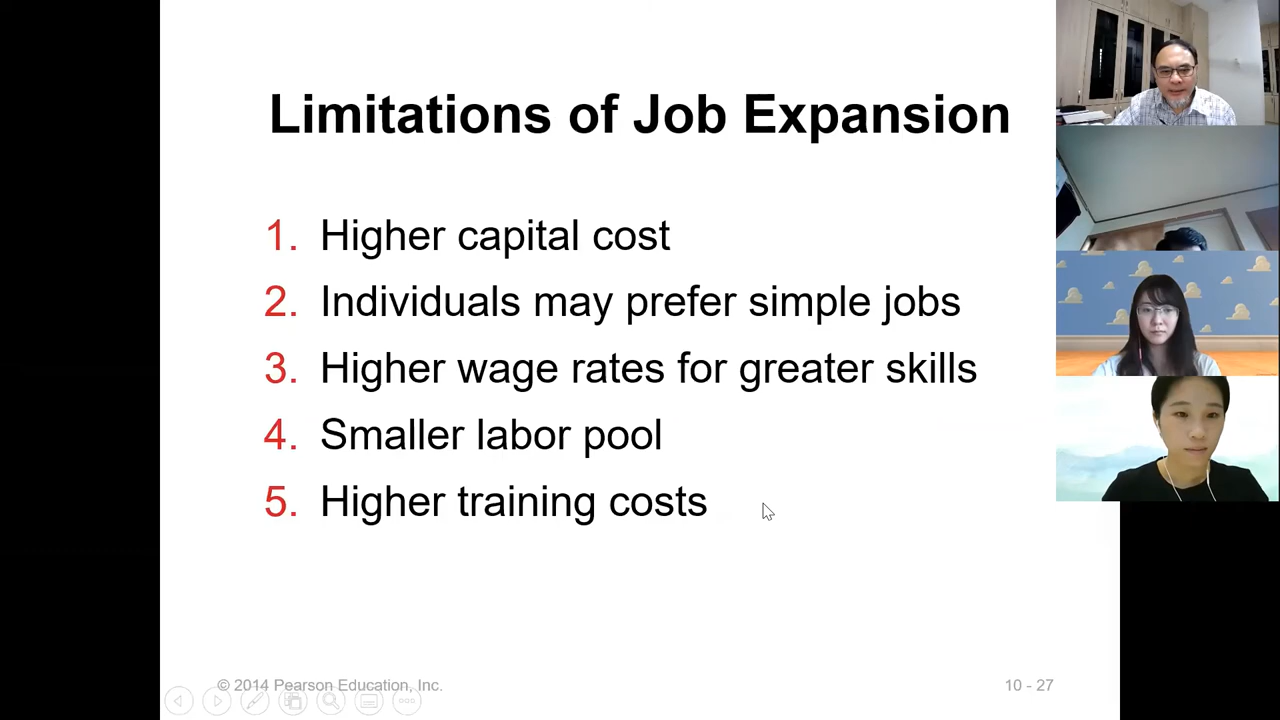 Limitations of Job Expansion
1. Higher capital cost
2. Individuals may prefer simple jobs
3. Higher wage rates for greater skills
4. Smaller labor pool
5. Higher training costs
© 2014 Pearson Education, Inc.
10 - 27